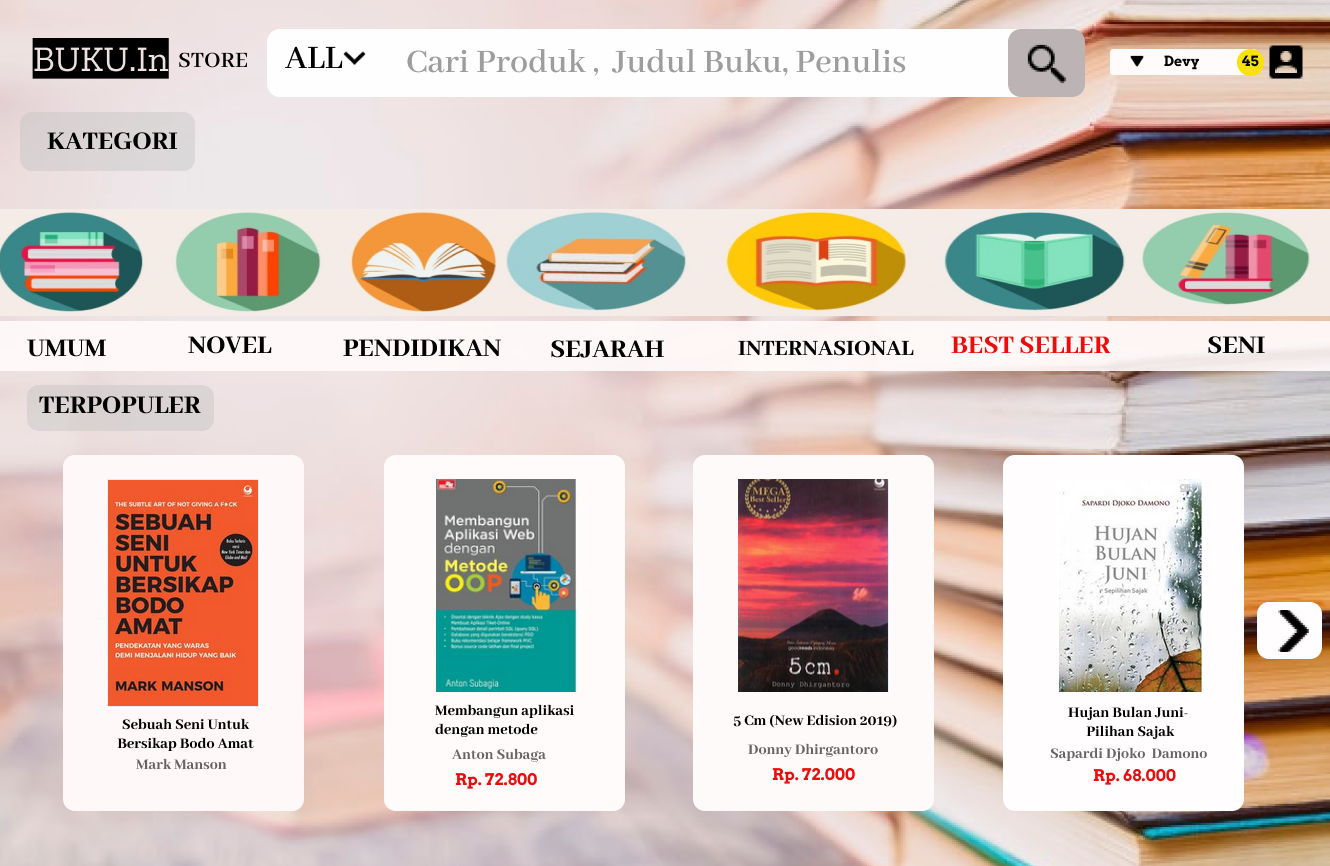 BUKU.In STORE
ALL
Cari Produk , Judul Buku, Penulis
Devy
45
KATEGORI
UMUM
NOVEL
PENDIDIKAN
SEJARAH
INTERNASIONAL
BEST SELLER
SENI
TERPOPULER
THE SUBTLE ART OF NOT GIVING A F*CK
SEBUAH
SENI
UNTUK
BERSIKAP
BODO
AMAT
PENDEKATAN YANG WARAS
DEMI MENJALANI HIDUP YANG BAIK
MARK MANSON
Sebuah Seni Untuk
Bersikap Bodo Amat
Mark Manson
Membangun
Aplikasi Web
dengan
Metode
OOP
Anton Subagia
Membangun aplikasi
dengan metode
Anton Subaga
Rp. 72.800
MEGA
Best Seller
5cm.
Donny Dhirgantoro
5 Cm (New Edision 2019)
Donny Dhirgantoro
Rp. 72.000
SAPARDI DJOKO DAMONO
HUJAN
BULAN
JUNI
Sepilihan Sajak
Hujan Bulan Juni-
Pilihan Sajak
Sapardi Djoko Damono
Rp. 68.000